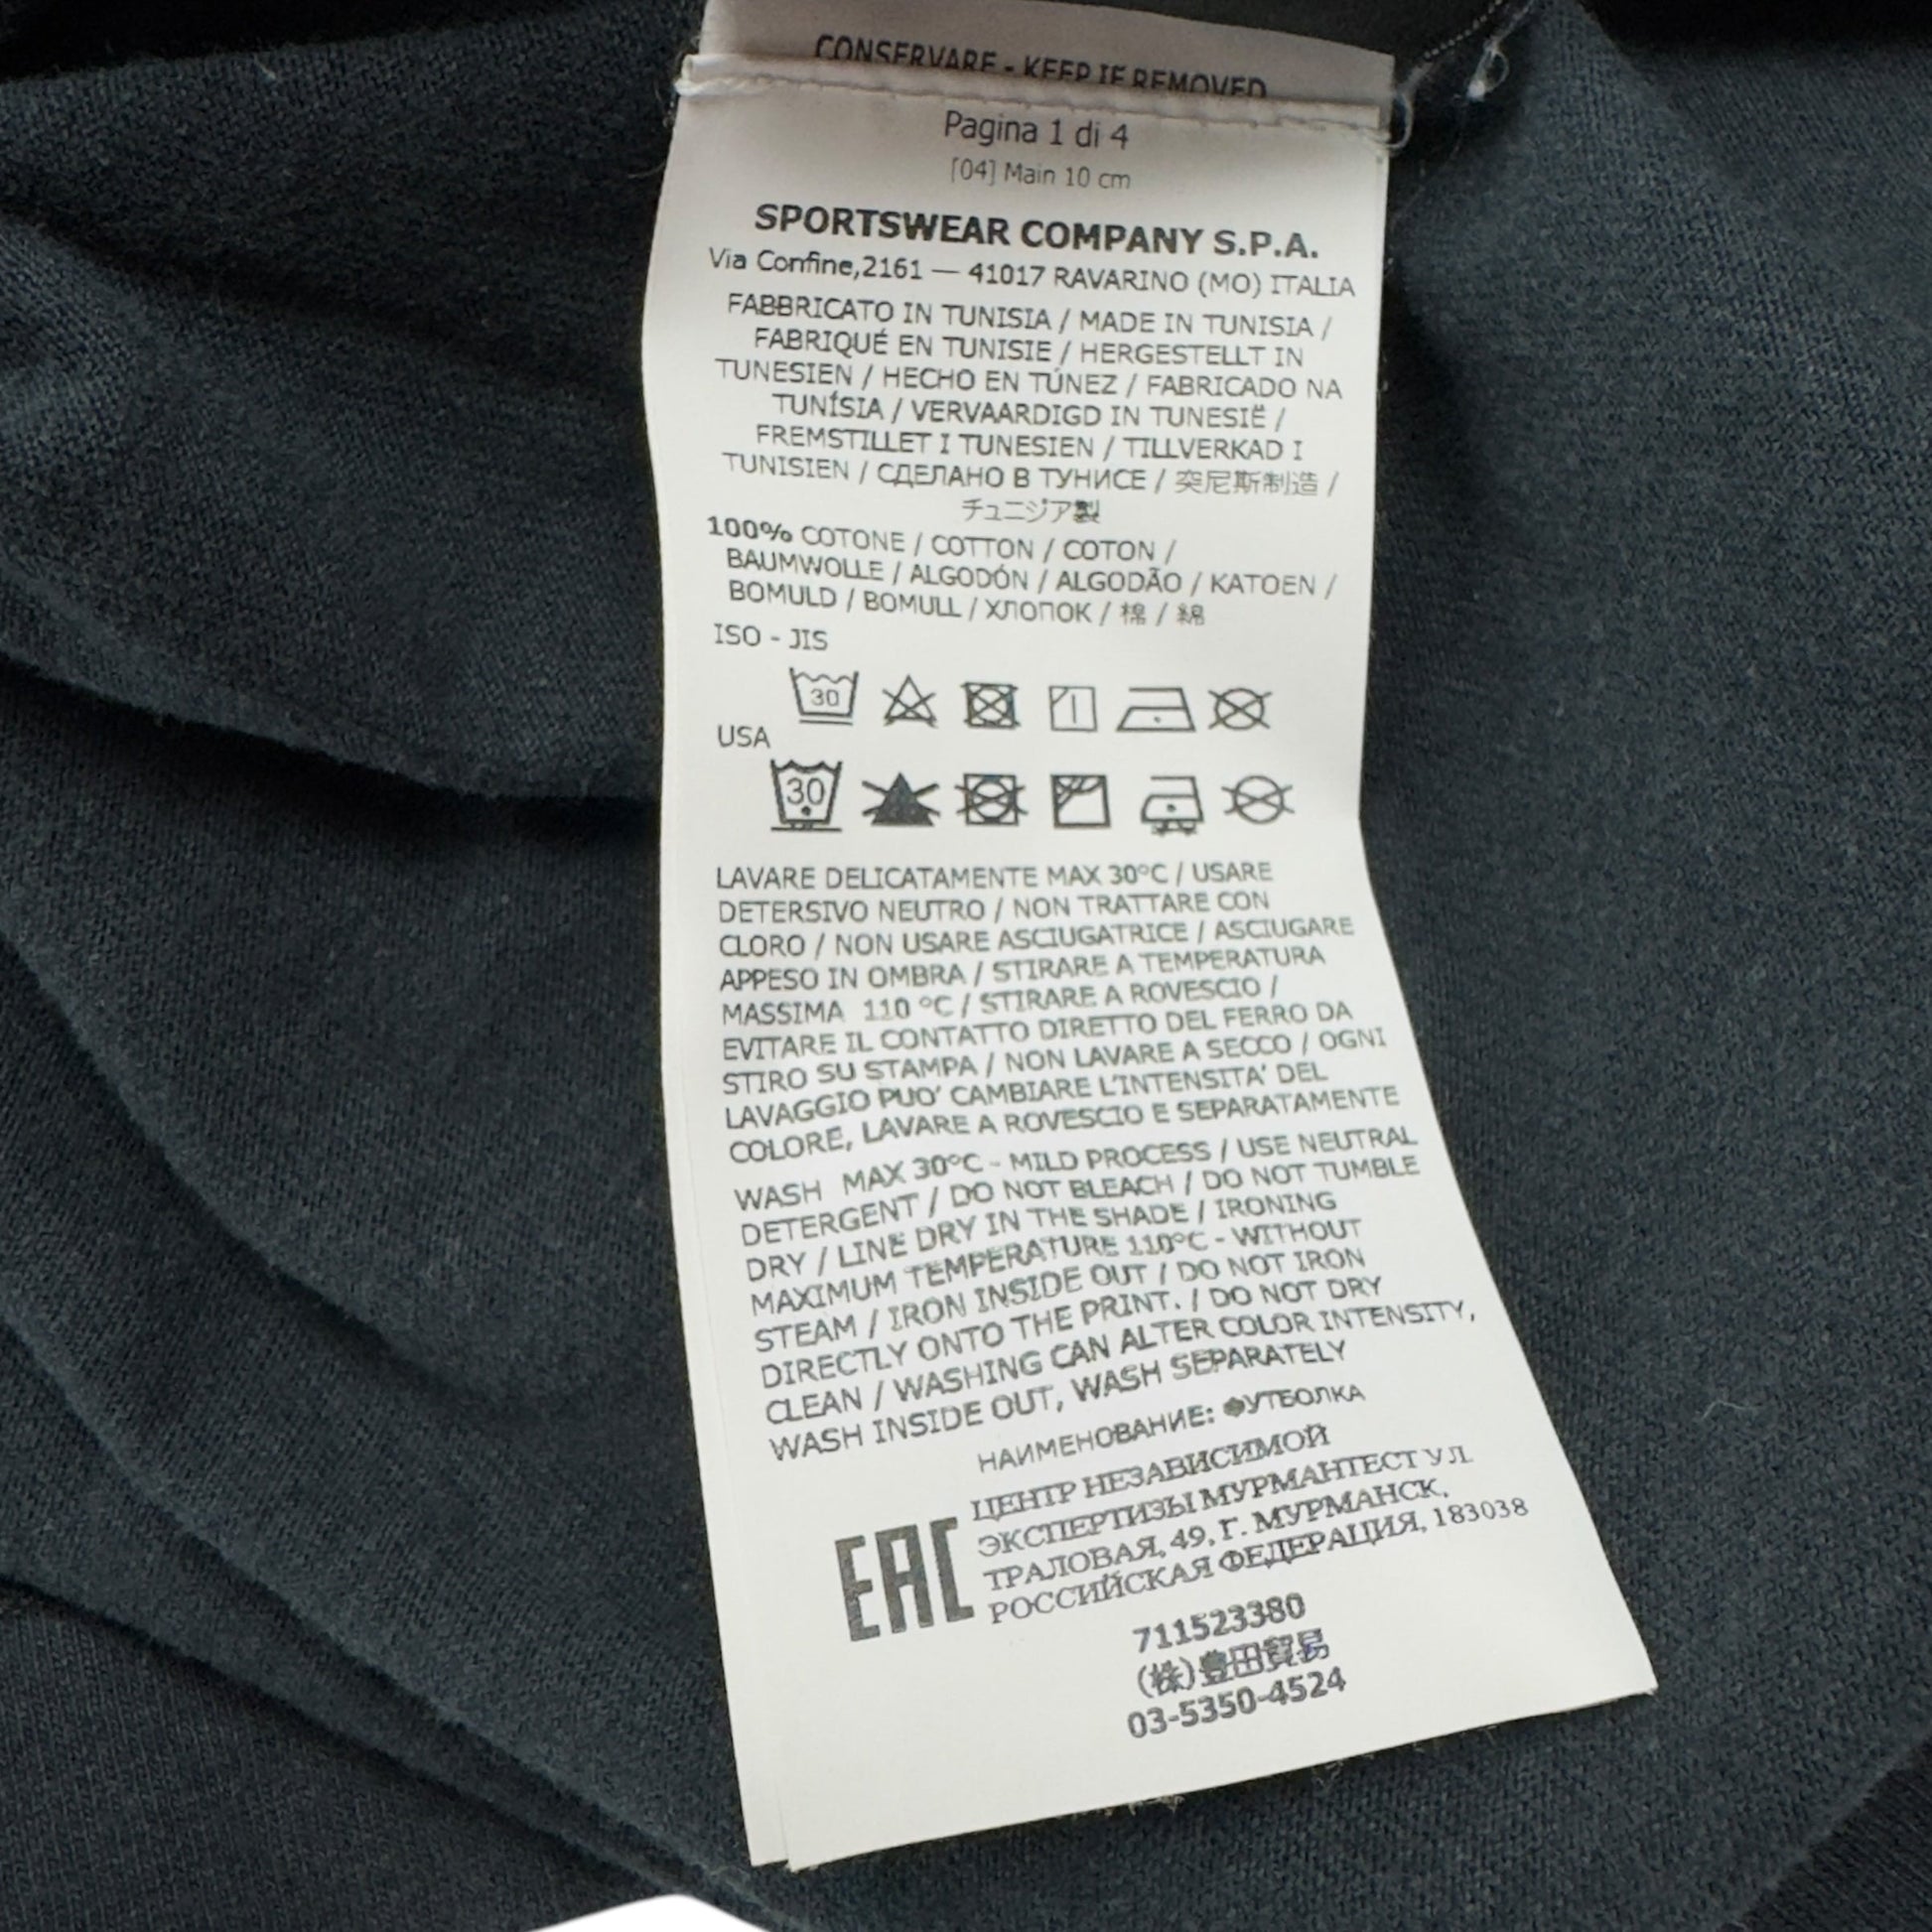 CONSERVARE - KEEP IF REMOVED
Pagina 1 di 4
[04] Main 10 cm
SPORTSWEAR COMPANY S.P.A.
Via Confine,2161 — 41017 RAVARINO (MO) ITALIA
FABBRICATO IN TUNISIA / MADE IN TUNISIA /
FABRIQUÉ EN TUNISIE / HERGESTELLT IN
TUNESIEN / HECHO EN TÚNEZ / FABRICADO NA
TUNÍSIA / VERVAARDIGD IN TUNESIË /
FREMSTILLET I TUNESIEN / TILLVERKAD I
TUNISIEN / СДЕЛАНО В ТУНИСЕ / 突尼斯制造 /
チュニジア製
100% COTONE / COTTON / COTON /
BAUMWOLLE / ALGODÓN / ALGODÃO / KATOEN /
BOMULD / BOMULL / ХЛОПОК / 棉 / 綿
ISO - JIS
30
USA
30
LAVARE DELICATAMENTE MAX 30°C / USARE
DETERSIVO NEUTRO / NON TRATTARE CON
CLORO / NON USARE ASCIUGATRICE / ASCIUGARE
APPESO IN OMBRA / STIRARE A TEMPERATURA
MASSIMA 110 °C / STIRARE A ROVESCIO /
EVITARE IL CONTATTO DIRETTO DEL FERRO DA
STIRO SU STAMPA / NON LAVARE A SECCO / OGNI
LAVAGGIO PUO' CAMBIARE L'INTENSITA' DEL
COLORE, LAVARE A ROVESCIO E SEPARATAMENTE
WASH MAX 30°C - MILD PROCESS / USE NEUTRAL
DETERGENT / DO NOT BLEACH / DO NOT TUMBLE
DRY / LINE DRY IN THE SHADE / IRONING
MAXIMUM TEMPERATURE 110°C - WITHOUT
STEAM / IRON INSIDE OUT / DO NOT IRON
DIRECTLY ONTO THE PRINT. / DO NOT DRY
CLEAN / WASHING CAN ALTER COLOR INTENSITY,
WASH INSIDE OUT, WASH SEPARATELY
НАИМЕНОВАНИЕ: ФУТБОЛКА
ЦЕНТР НЕЗАВИСИМОЙ
ЭКСПЕРТИЗЫ МУРМАНТЕСТ УЛ.
ТРАЛОВАЯ, 49, Г. МУРМАНСК,
РОССИЙСКАЯ ФЕДЕРАЦИЯ, 183038
EAC
711523380
(株)豊田貿易
03-5350-4524